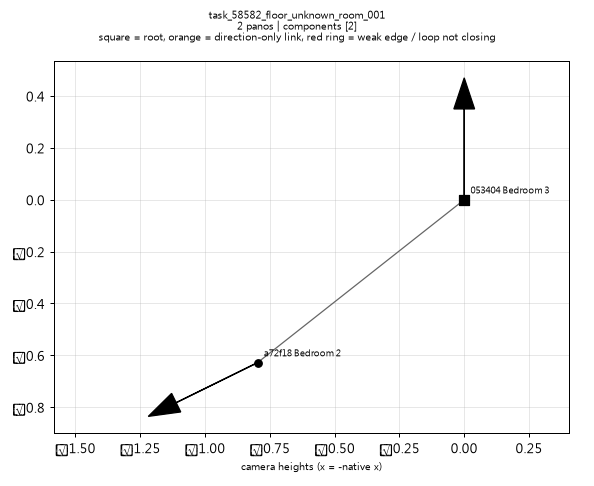 task_58582_floor_unknown_room_001
2 panos | components [2]
square = root, orange = direction-only link, red ring = weak edge / loop not closing
0.4
0.2
053404 Bedroom 3
0.0
0.2
0.4
a72f18 Bedroom 2
0.6
0.8
1.50 1.25 1.00 0.75 0.50 0.25 0.00 0.25
camera heights (x = -native x)